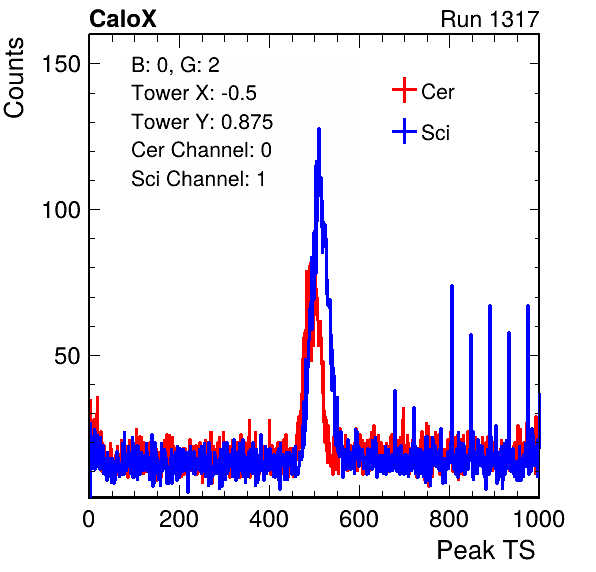 CaloX Run 1317
Counts
150
100
50
B: 0, G: 2
Tower X: -0.5
Tower Y: 0.875
Cer Channel: 0
Sci Channel: 1
Cer
Sci
0 200 400 600 800 1000
Peak TS